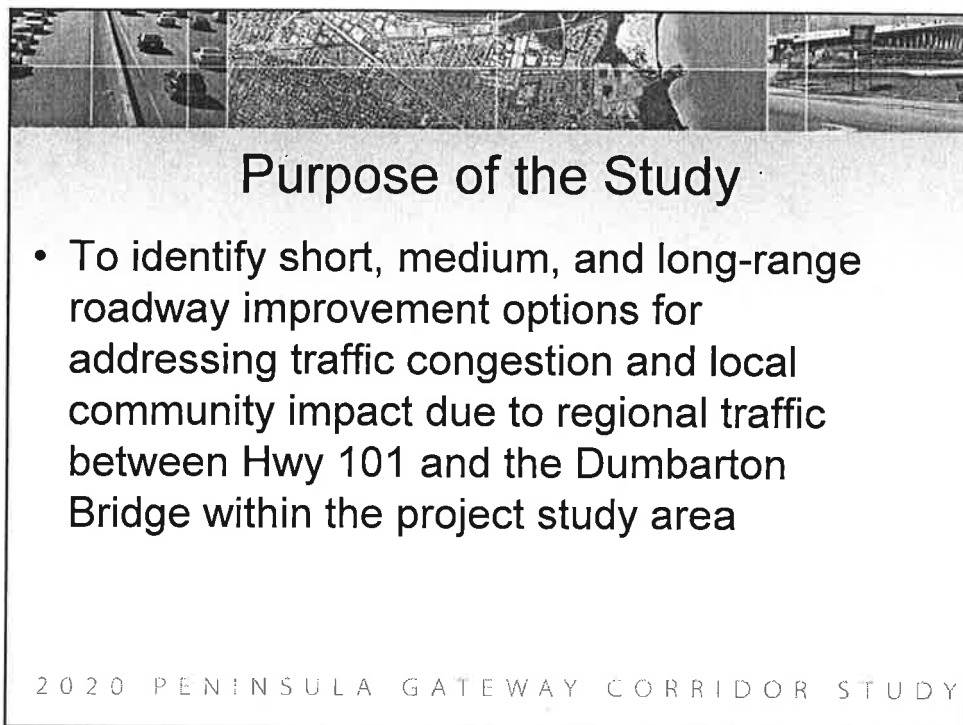 Purpose of the Study
• To identify short, medium, and long-range
roadway improvement options for
addressing traffic congestion and local
community impact due to regional traffic
between Hwy 101 and the Dumbarton
Bridge within the project study area
2020 PENINSULA GATEWAY CORRIDOR STUDY